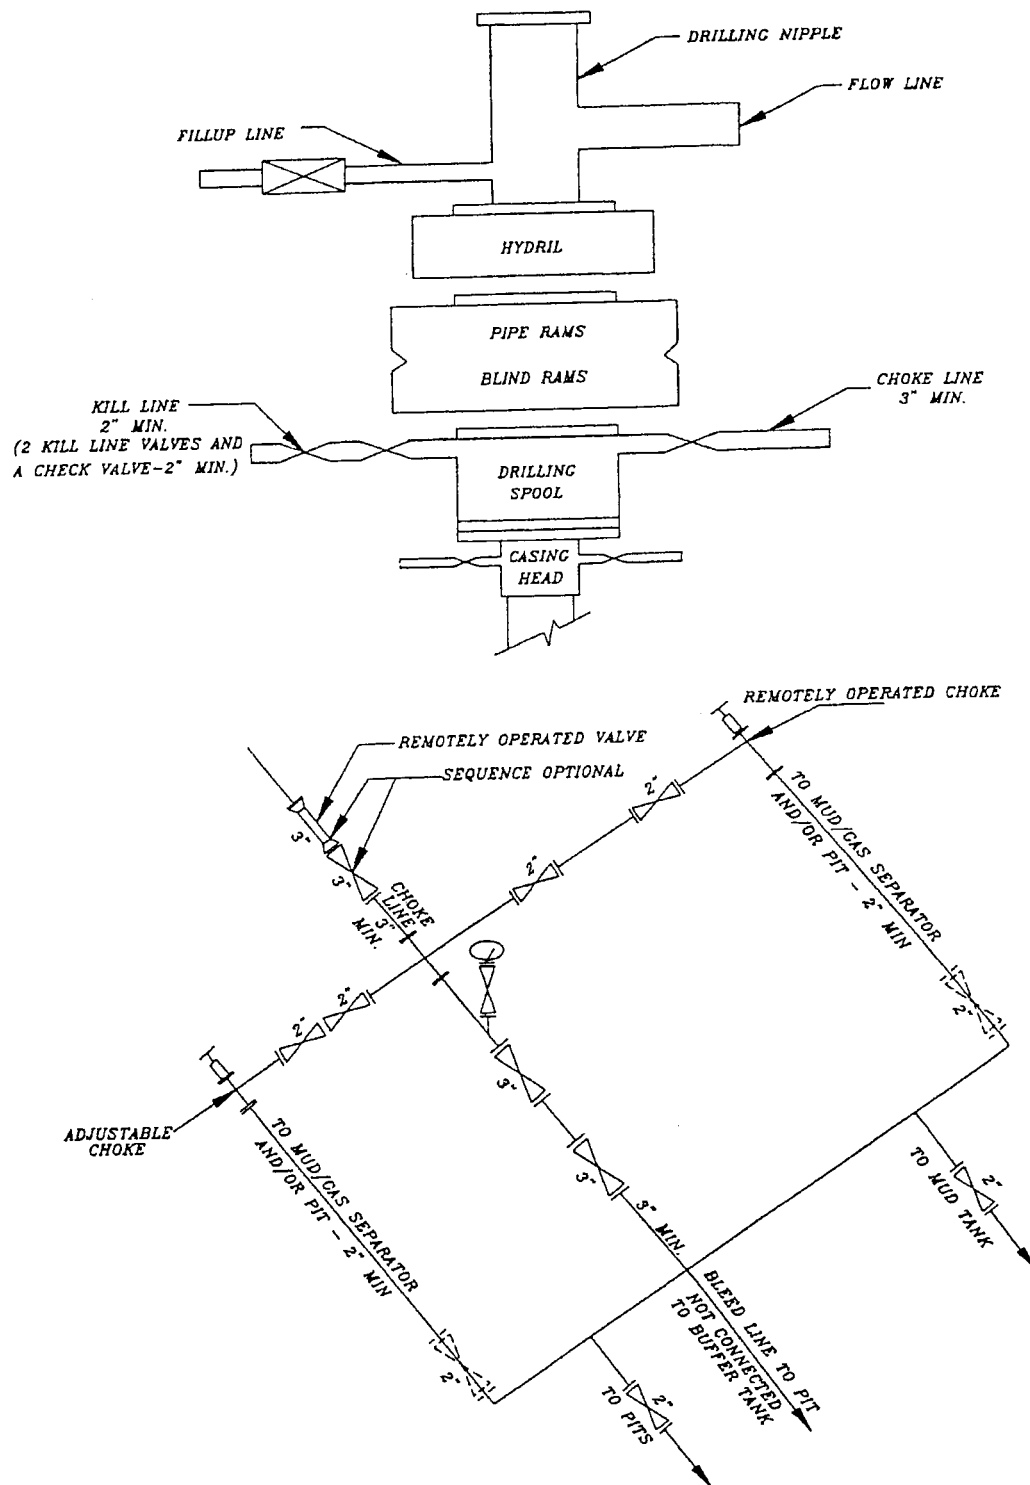 DRILLING NIPPLE
FLOW LINE
FILLUP LINE
HYDRIL
PIPE RAMS
BLIND RAMS
CHOKE LINE
3" MIN.
KILL LINE
2" MIN.
(2 KILL LINE VALVES AND
A CHECK VALVE-2" MIN.)
DRILLING
SPOOL
CASING
HEAD
REMOTELY OPERATED CHOKE
REMOTELY OPERATED VALVE
SEQUENCE OPTIONAL
3"
3"
CHOKE
LINE
3"
MIN.
2"
2"
TO MUD/GAS SEPARATOR
AND/OR PIT - 2" MIN
2"
2"
2"
ADJUSTABLE
CHOKE
TO MUD/GAS SEPARATOR
AND/OR PIT - 2" MIN
2"
3"
3"
3" MIN.
BLEED LINE TO PIT
NOT CONNECTED
TO BUFFER TANK
2"
TO MUD TANK
2"
TO PITS